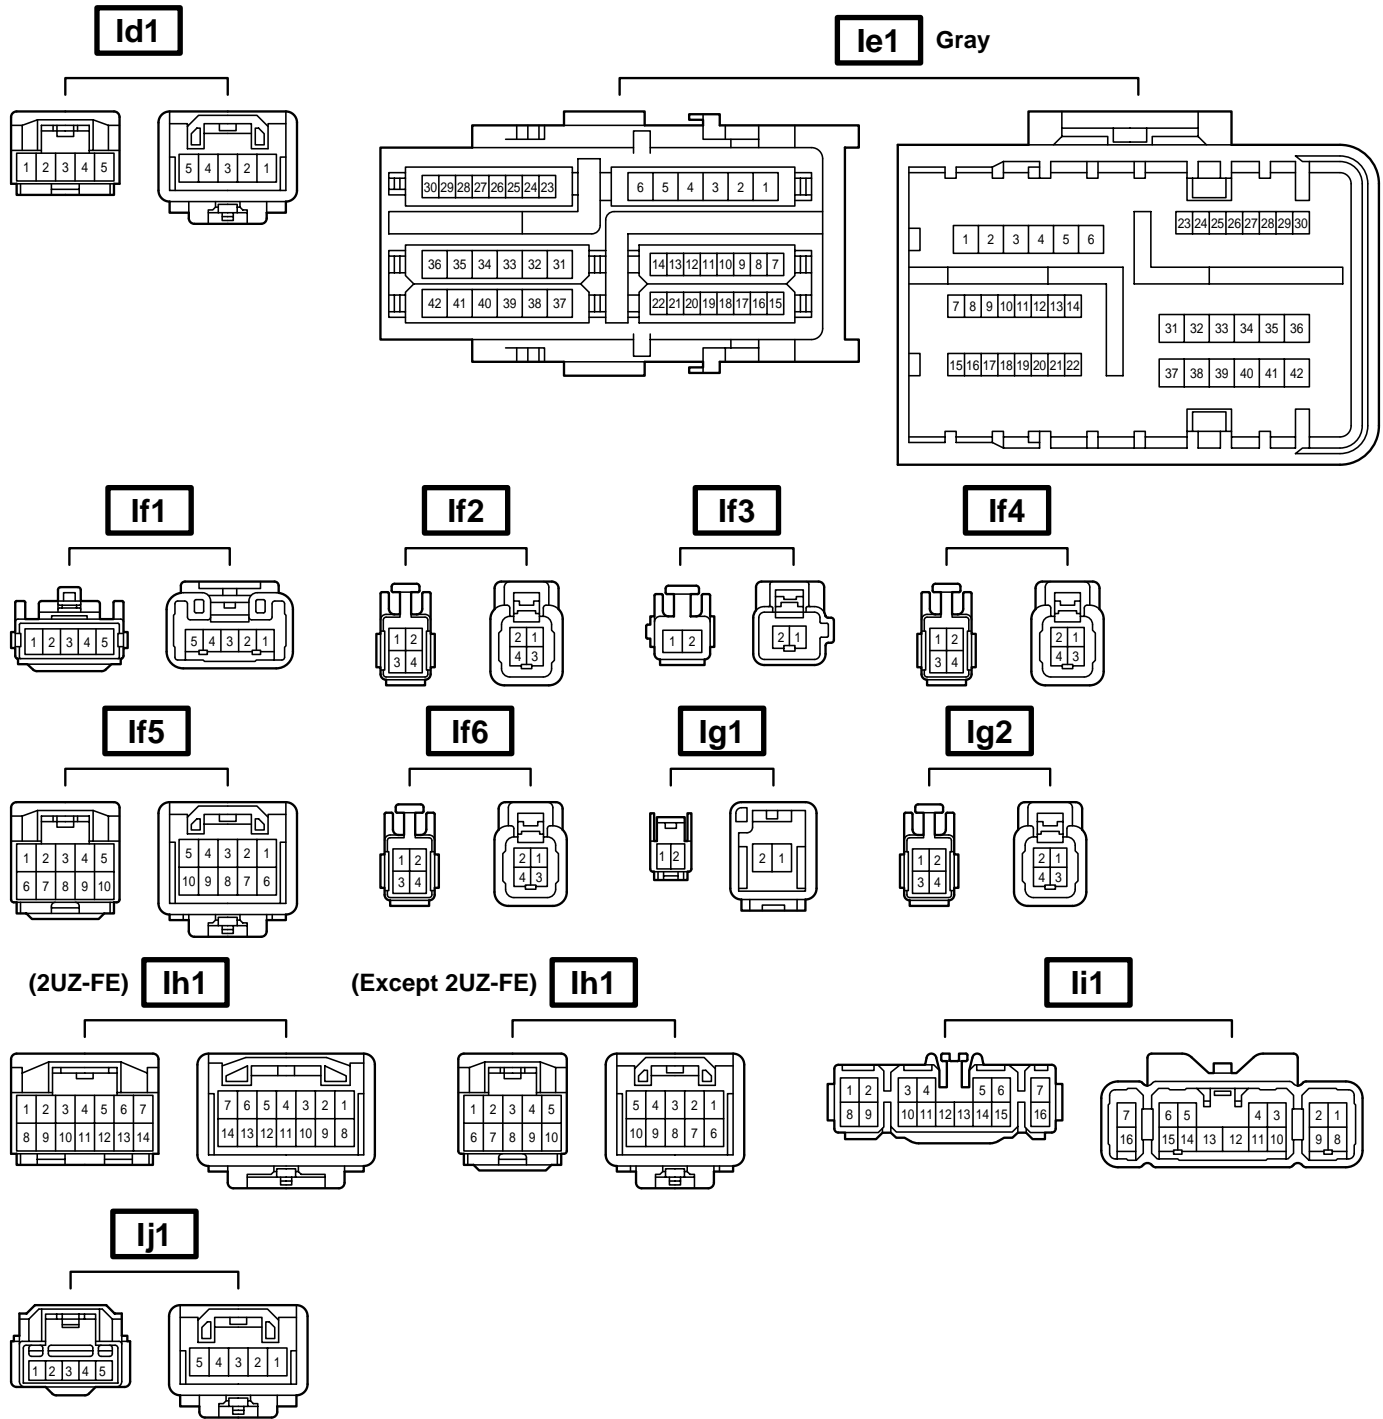 Id1
Ie1 Gray
1 2 3 4 5
5 4 3 2 1
30 29 28 27 26 25 24 23
6 5 4 3 2 1
36 35 34 33 32 31
14 13 12 11 10 9 8 7
42 41 40 39 38 37
22 21 20 19 18 17 16 15
1 2 3 4 5 6
23 24 25 26 27 28 29 30
7 8 9 10 11 12 13 14
31 32 33 34 35 36
15 16 17 18 19 20 21 22
37 38 39 40 41 42
If1
If2
If3
If4
1 2 3 4 5
5 4 3 2 1
1 2
3 4
2 1
4 3
1 2
2 1
1 2
3 4
2 1
4 3
If5
If6
Ig1
Ig2
1 2 3 4 5
6 7 8 9 10
5 4 3 2 1
10 9 8 7 6
1 2
3 4
2 1
4 3
1 2
2 1
1 2
3 4
2 1
4 3
(2UZ-FE) Ih1
(Except 2UZ-FE) Ih1
Ii1
1 2 3 4 5 6 7
8 9 10 11 12 13 14
7 6 5 4 3 2 1
14 13 12 11 10 9 8
1 2 3 4 5
6 7 8 9 10
5 4 3 2 1
10 9 8 7 6
1 2 3 4 5 6 7
8 9 10 11 12 13 14 15 16
7 6 5 4 3 2 1
16 15 14 13 12 11 10 9 8
Ij1
1 2 3 4 5
5 4 3 2 1